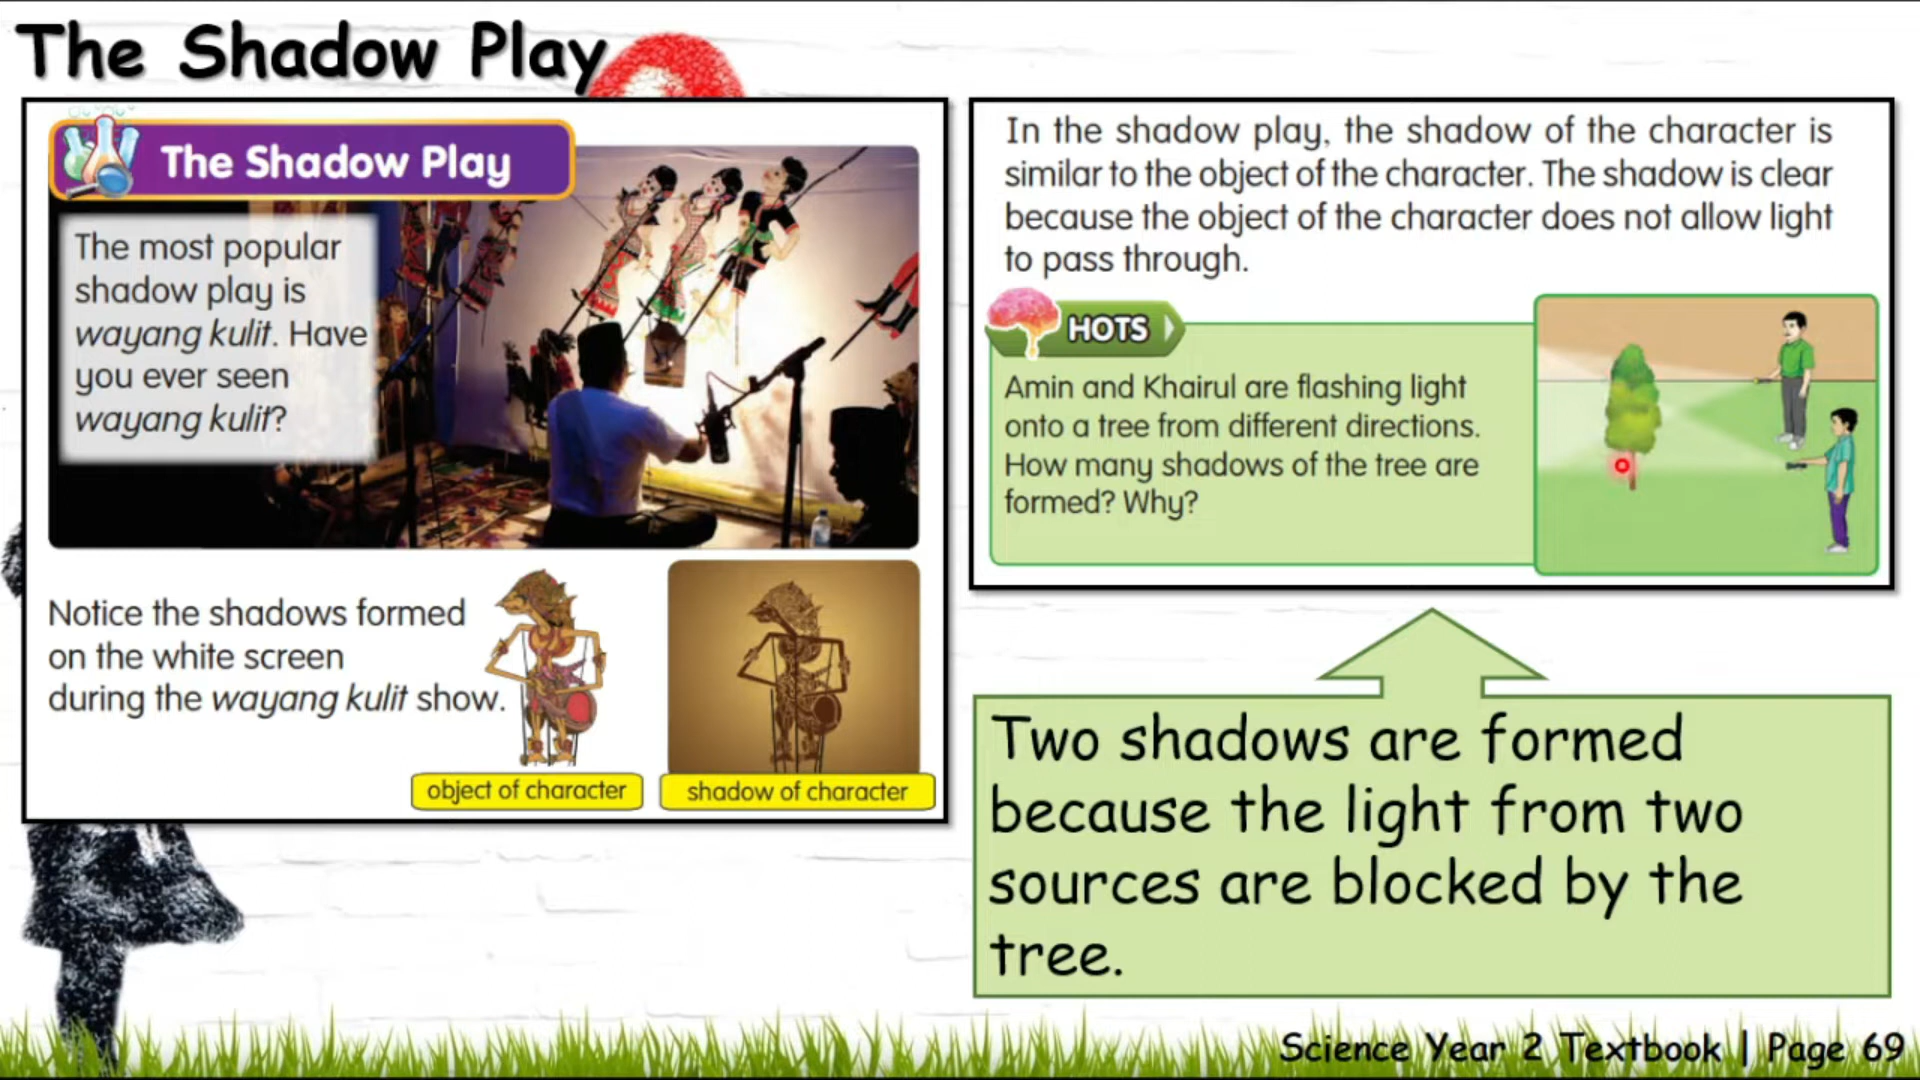 The Shadow Play
The Shadow Play
The most popular
shadow play is
wayang kulit. Have
you ever seen
wayang kulit?
Notice the shadows formed
on the white screen
during the wayang kulit show.
object of character
shadow of character
In the shadow play, the shadow of the character is
similar to the object of the character. The shadow is clear
because the object of the character does not allow light
to pass through.
HOTS
Amin and Khairul are flashing light
onto a tree from different directions.
How many shadows of the tree are
formed? Why?
Two shadows are formed
because the light from two
sources are blocked by the
tree.
Science Year 2 Textbook | Page 69